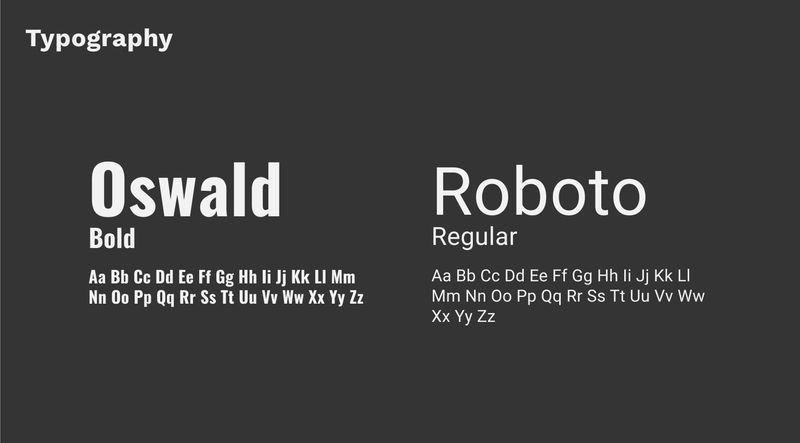 Typography
Oswald
Bold
Aa Bb Cc Dd Ee Ff Gg Hh Ii Jj Kk Ll Mm
Nn Oo Pp Qq Rr Ss Tt Uu Vv Ww Xx Yy Zz
Roboto
Regular
Aa Bb Cc Dd Ee Ff Gg Hh Ii Jj Kk Ll
Mm Nn Oo Pp Qq Rr Ss Tt Uu Vv Ww
Xx Yy Zz